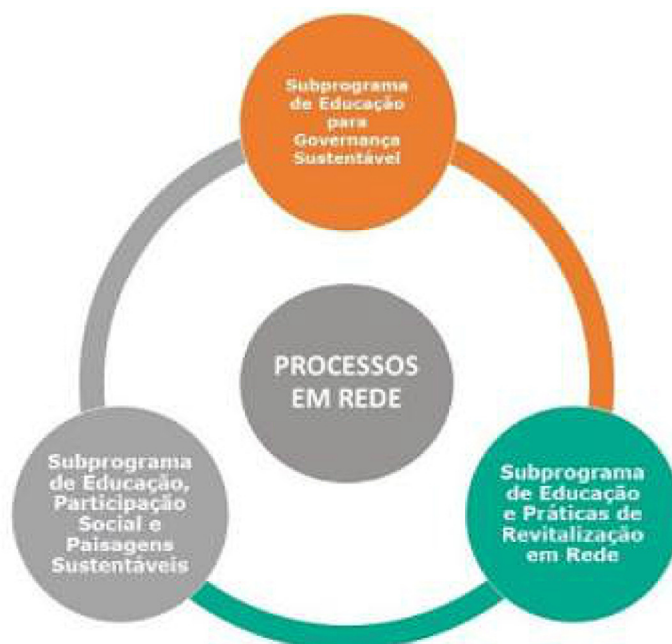 Subprograma
de Educação
para
Governança
Sustentável
PROCESSOS
EM REDE
Subprograma
de Educação,
Participação
Social e
Paisagens
Sustentáveis
Subprograma
de Educação
e Práticas de
Revitalização
em Rede